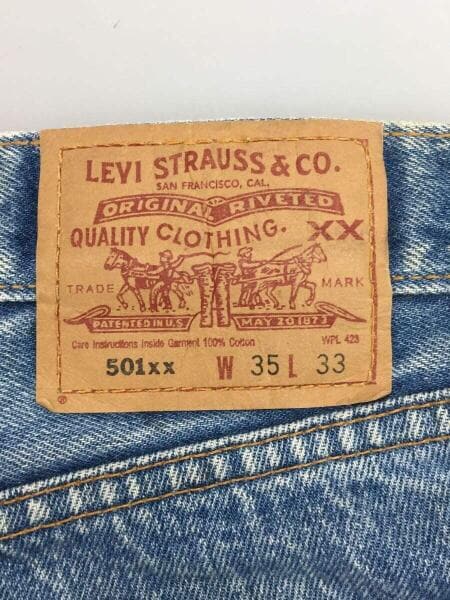 LEVI STRAUSS & CO.
SAN FRANCISCO, CAL.
ORIGINAL RIVETED
QUALITY CLOTHING. XX
TRADE MARK
PATENTED IN U.S. MAY 20 1873
Care Instructions Inside Garment 100% Cotton WPL 423
501xx W 35 L 33
®